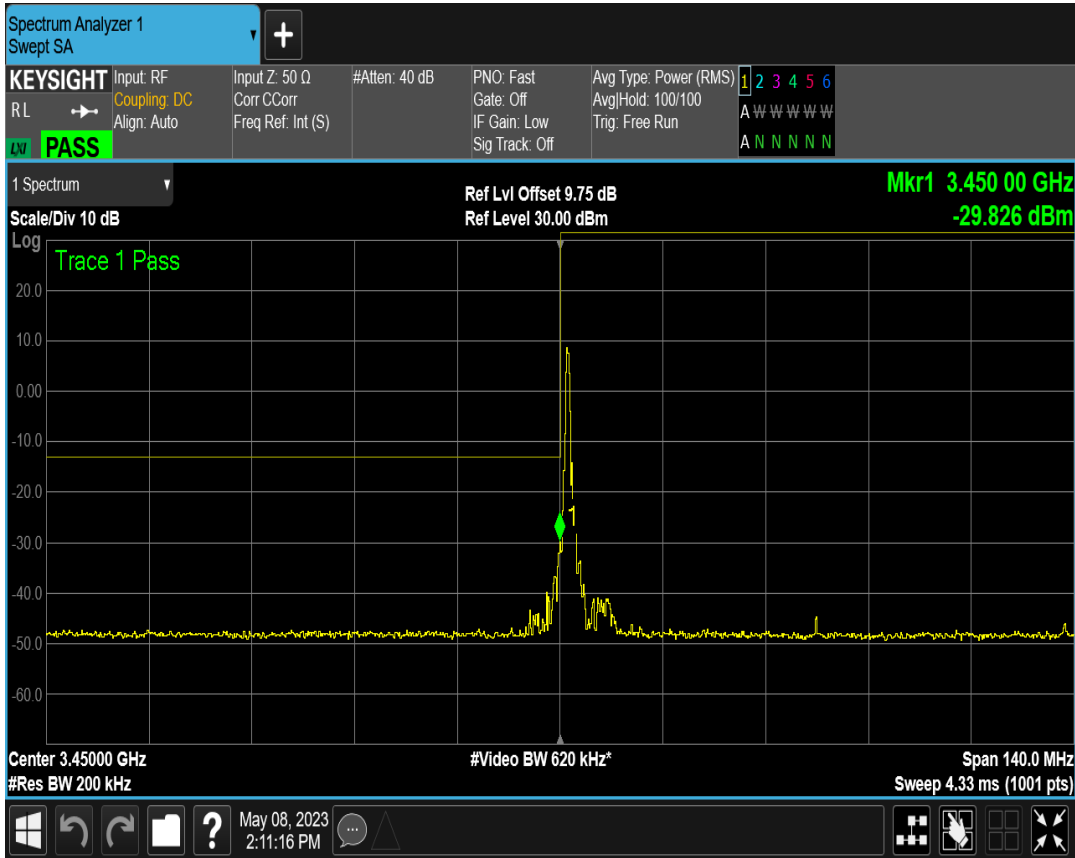 Spectrum Analyzer 1
Swept SA
+
KEYSIGHT
RL
LXI PASS
Input: RF
Coupling: DC
Align: Auto
Input Z: 50 Ω
Corr CCorr
Freq Ref: Int (S)
#Atten: 40 dB
PNO: Fast
Gate: Off
IF Gain: Low
Sig Track: Off
Avg Type: Power (RMS)
Avg|Hold: 100/100
Trig: Free Run
1 2 3 4 5 6
A W W W W W
A N N N N N
1 Spectrum
Scale/Div 10 dB
Ref Lvl Offset 9.75 dB
Ref Level 30.00 dBm
Mkr1 3.450 00 GHz
-29.826 dBm
Log
Trace 1 Pass
20.0
10.0
0.00
-10.0
-20.0
-30.0
-40.0
-50.0
-60.0
Center 3.45000 GHz
#Res BW 200 kHz
#Video BW 620 kHz*
Span 140.0 MHz
Sweep 4.33 ms (1001 pts)
?
May 08, 2023
2:11:16 PM